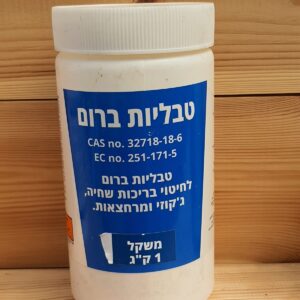 טבליות ברום
CAS no. 32718-18-6
EC no. 251-171-5
טבליות ברום
לחיטוי בריכות שחיה,
ג'קוזי ומרחצאות.
משקל
1 ק"ג